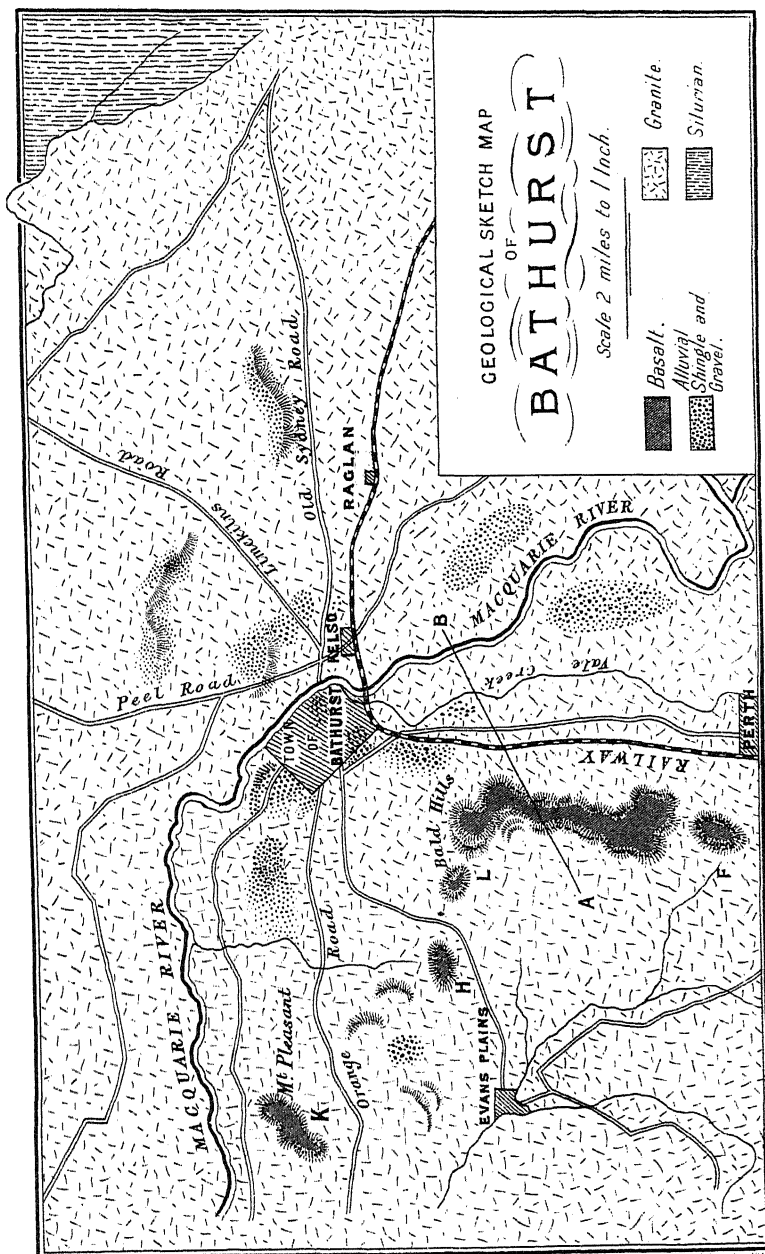 GEOLOGICAL SKETCH MAP
OF
BATHURST
Scale 2 miles to 1 Inch.
Basalt.
Alluvial
Shingle and
Gravel.
Granite.
Silurian.
MACQUARIE RIVER
Peel Road
Limekilns
Road
Old Sydney Road
RAGLAN
KELSO
TOWN
OF
BATHURST
Mt Pleasant
K
Orange
Road
H
L
Bald Hills
EVANS PLAINS
A
B
MACQUARIE RIVER
Vale
Creek
RAILWAY
PERTH
F